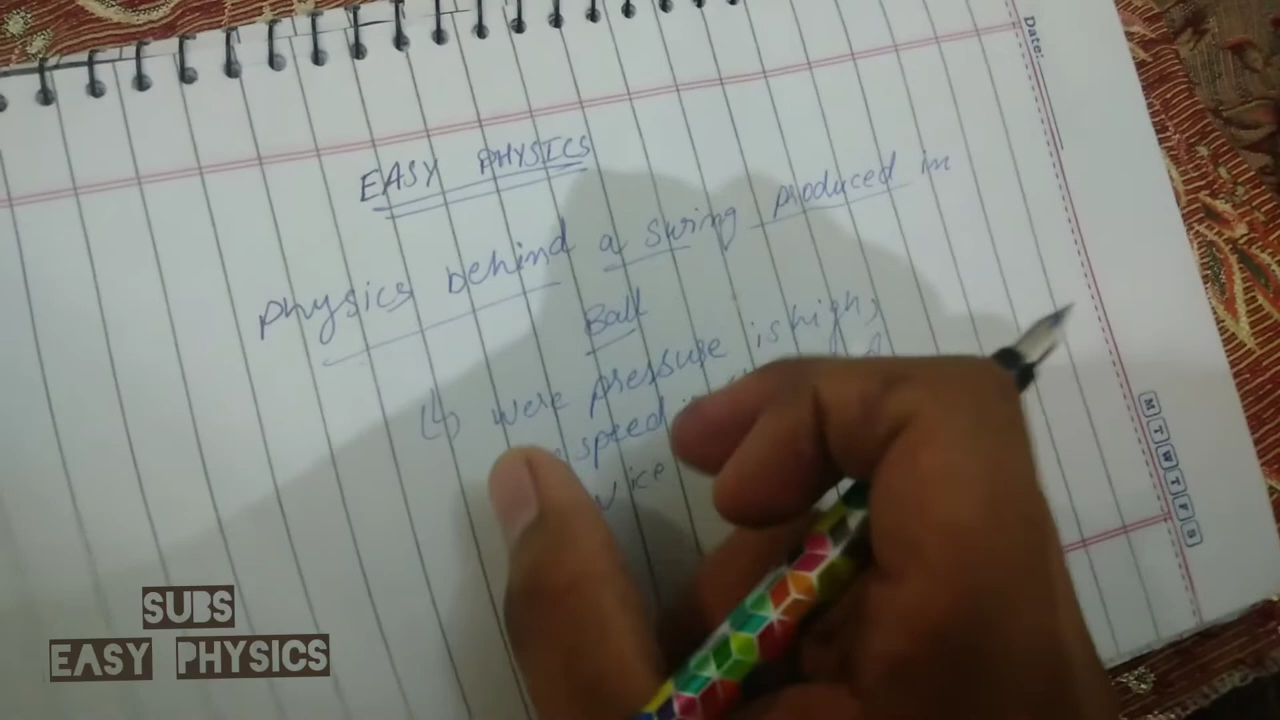 Date:
EASY PHYSICS
Physics behind a Swing produced in
Ball
were pressure is high,
speed
vice
M T W T F S
SUBS
EASY PHYSICS